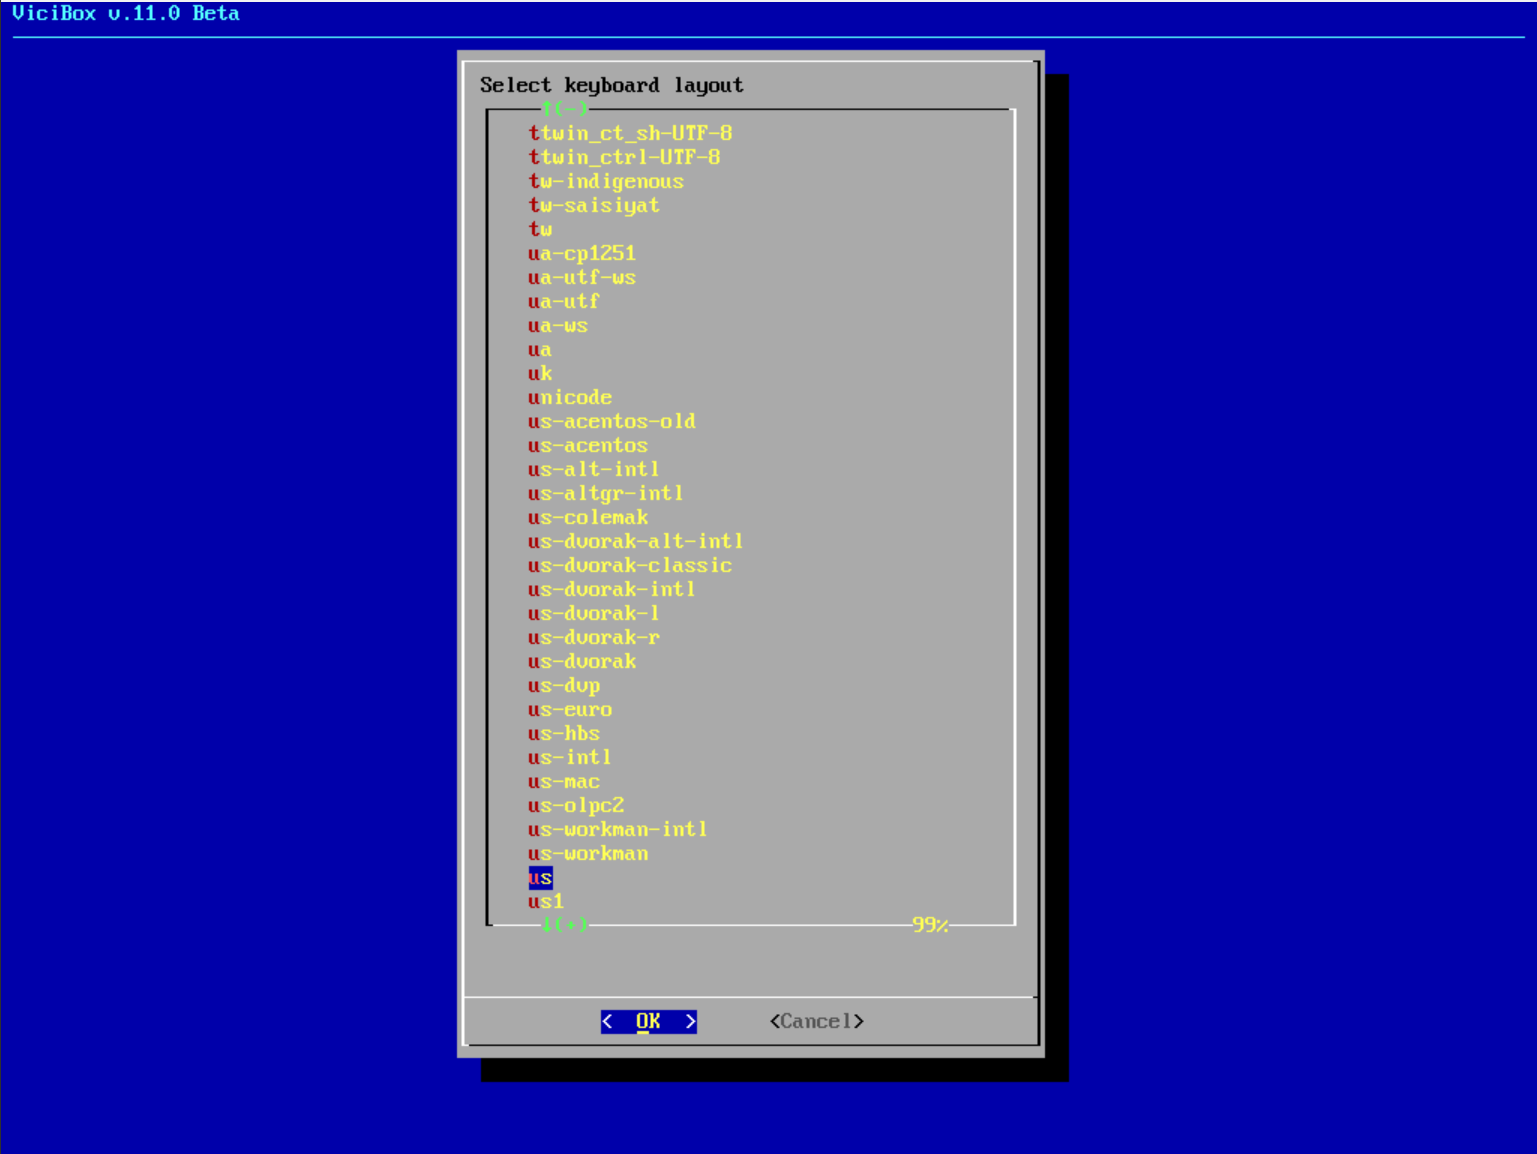 ViciBox v.11.0 Beta
Select keyboard layout
↑(-)
ttwin_ct_sh-UTF-8
ttwin_ctrl-UTF-8
tw-indigenous
tw-saisiyat
tw
ua-cp1251
ua-utf-ws
ua-utf
ua-ws
ua
uk
unicode
us-acentos-old
us-acentos
us-alt-intl
us-altgr-intl
us-colemak
us-dvorak-alt-intl
us-dvorak-classic
us-dvorak-intl
us-dvorak-l
us-dvorak-r
us-dvorak
us-dvp
us-euro
us-hbs
us-intl
us-mac
us-olpc2
us-workman-intl
us-workman
us
us1
↓(+) 99%
< OK > <Cancel>